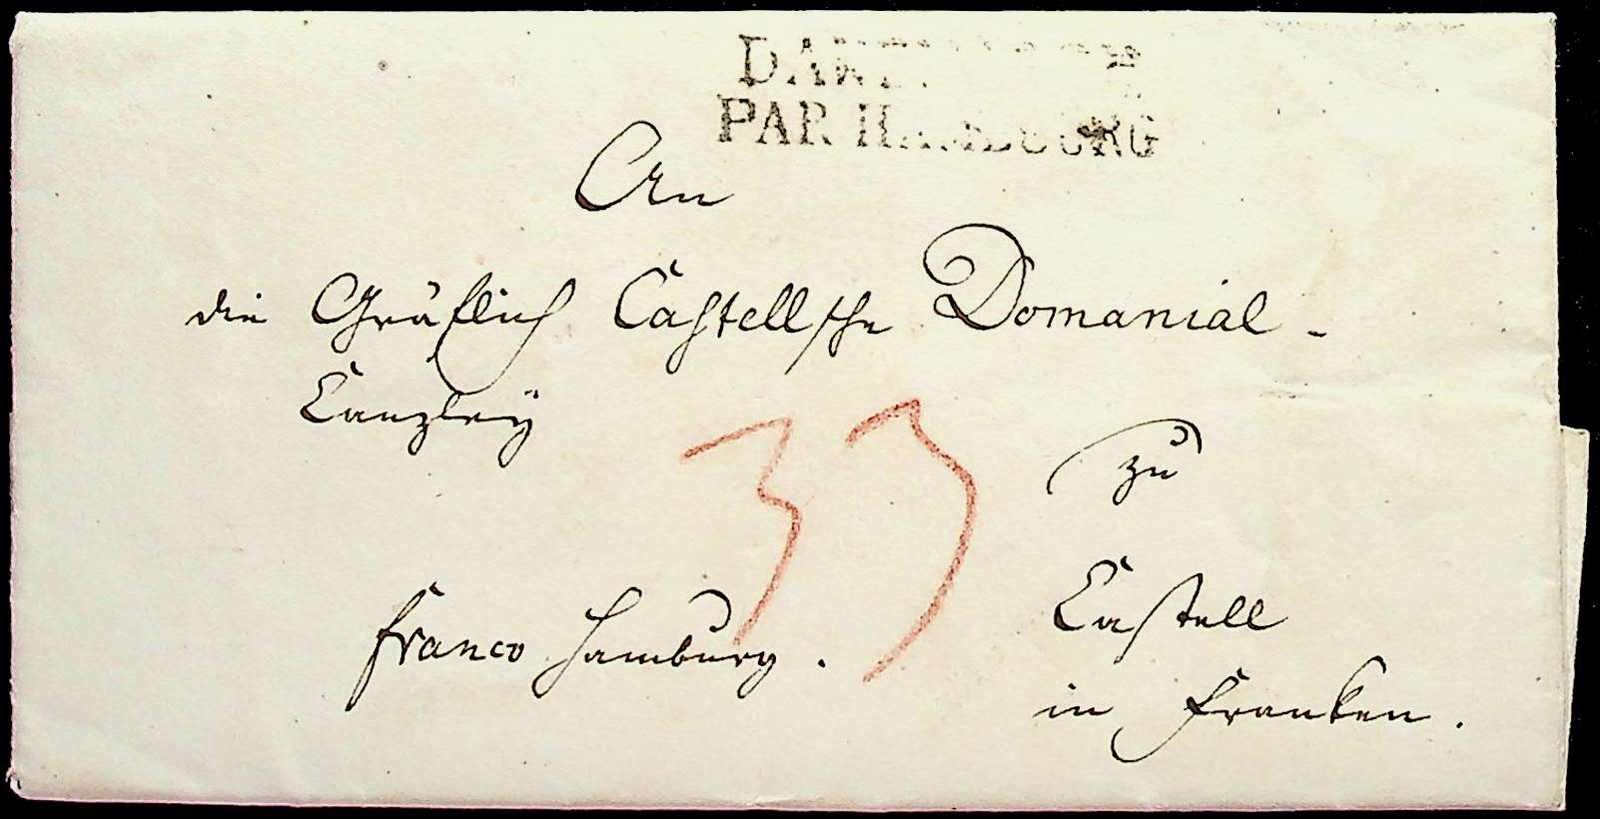 PAR HAMBOURG
An
die Gräflich Castellsche Domanial-
Canzley
33
zu
Castell
franco Hamburg.
in Franken.